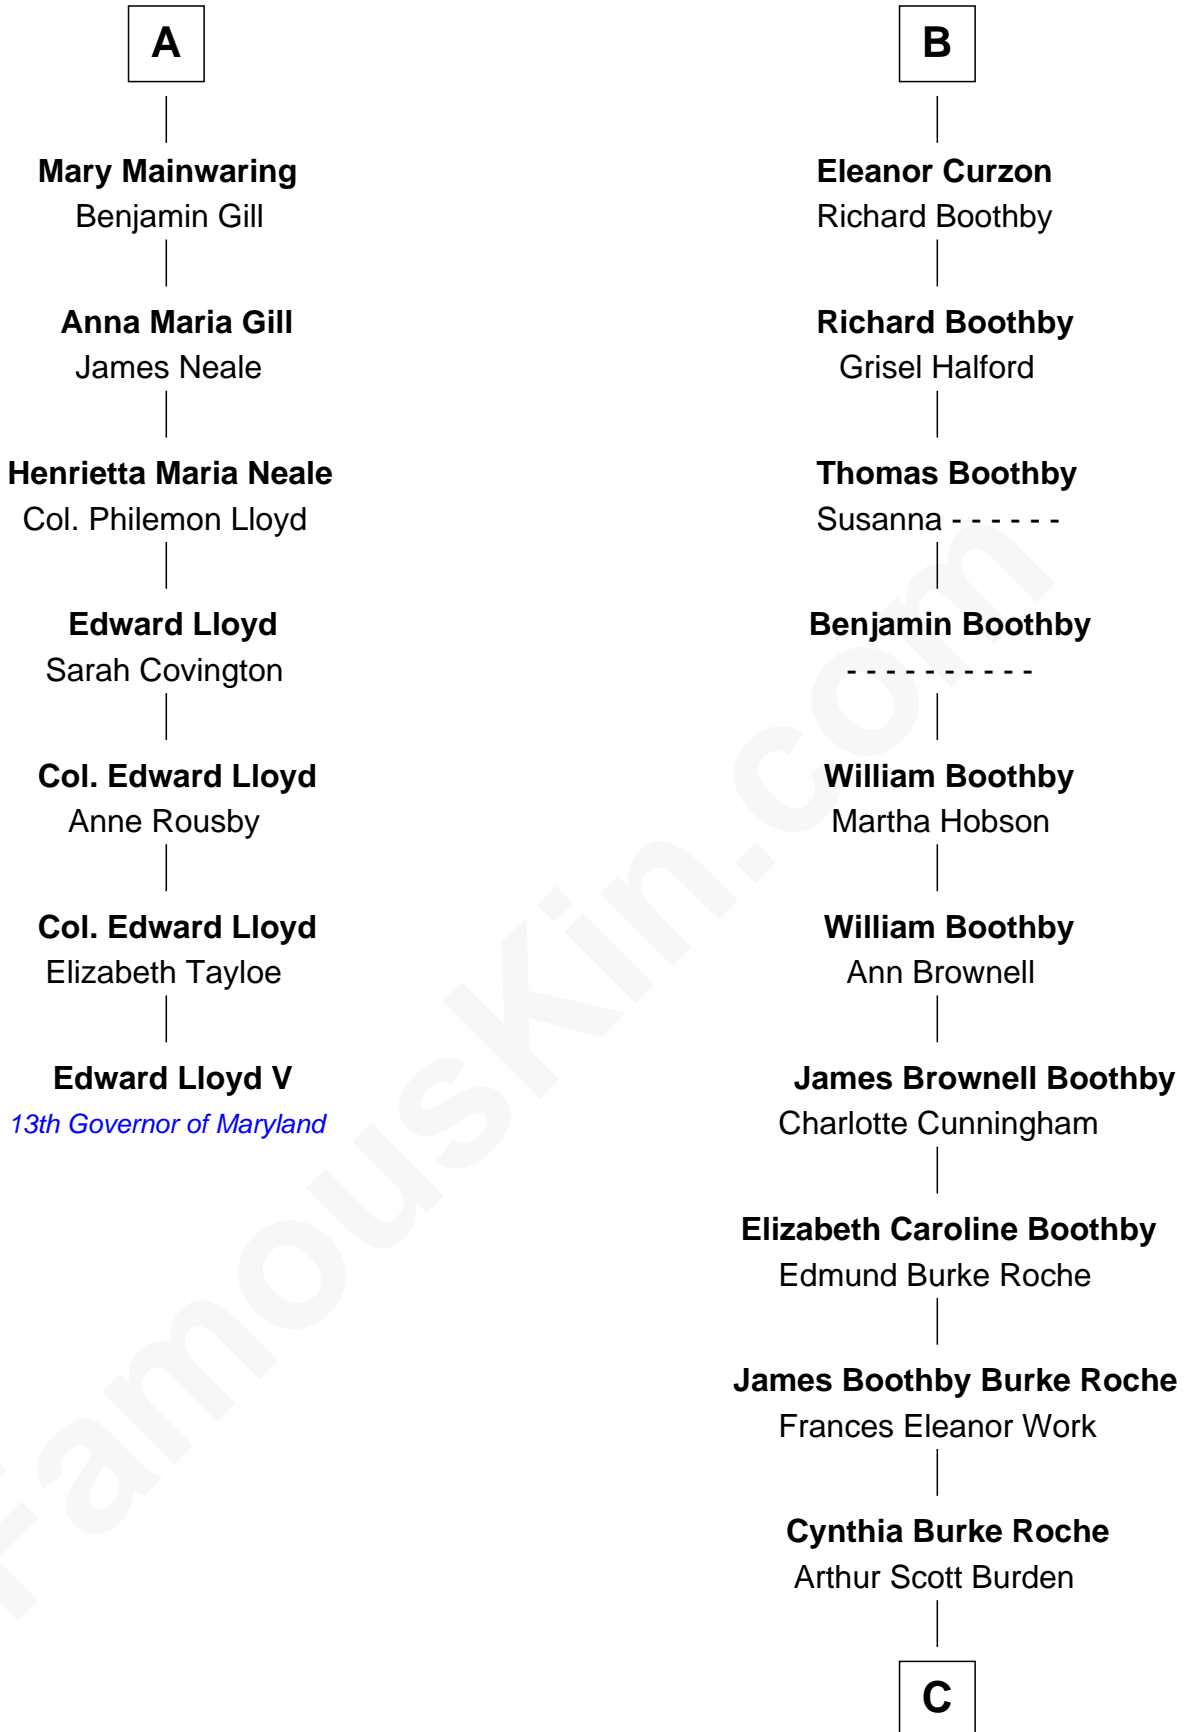 A
Mary Mainwaring
Benjamin Gill
Anna Maria Gill
James Neale
Henrietta Maria Neale
Col. Philemon Lloyd
Edward Lloyd
Sarah Covington
Col. Edward Lloyd
Anne Rousby
Col. Edward Lloyd
Elizabeth Tayloe
Edward Lloyd V
13th Governor of Maryland
B
Eleanor Curzon
Richard Boothby
Richard Boothby
Grisel Halford
Thomas Boothby
Susanna - - - - - -
Benjamin Boothby
- - - - - - - - - -
William Boothby
Martha Hobson
William Boothby
Ann Brownell
James Brownell Boothby
Charlotte Cunningham
Elizabeth Caroline Boothby
Edmund Burke Roche
James Boothby Burke Roche
Frances Eleanor Work
Cynthia Burke Roche
Arthur Scott Burden
C
FamousKin.com